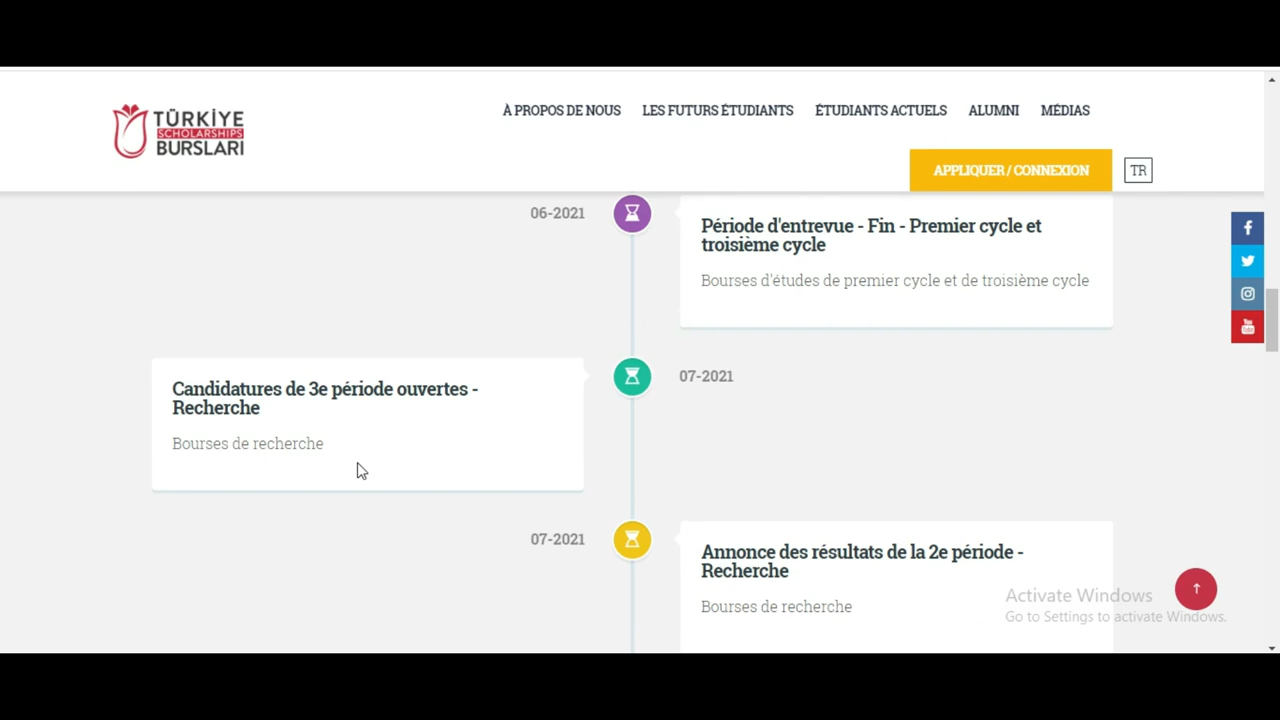 TÜRKİYE
SCHOLARSHIPS
BURSLARI
À PROPOS DE NOUS LES FUTURS ÉTUDIANTS ÉTUDIANTS ACTUELS ALUMNI MÉDIAS
APPLIQUER / CONNEXION TR
06-2021
Période d'entrevue - Fin - Premier cycle et
troisième cycle
Bourses d'études de premier cycle et de troisième cycle
Candidatures de 3e période ouvertes -
Recherche
Bourses de recherche
07-2021
07-2021
Annonce des résultats de la 2e période -
Recherche
Bourses de recherche
Activate Windows
Go to Settings to activate Windows.